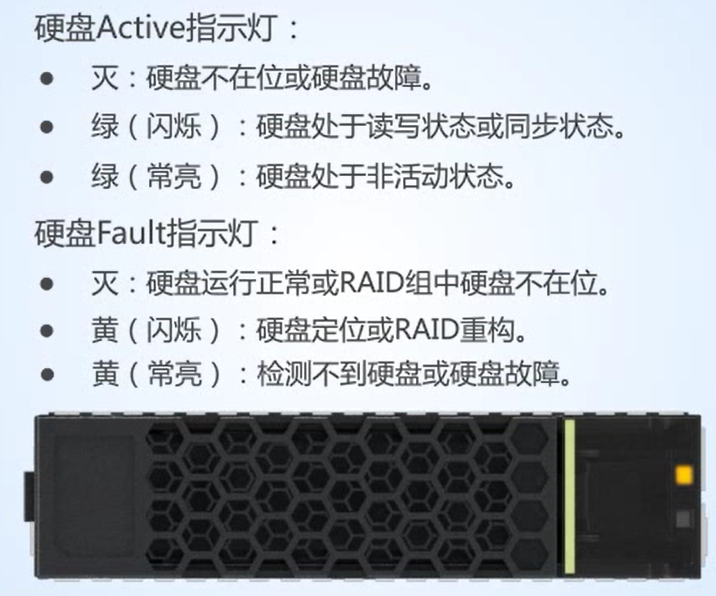 硬盘Active指示灯：
● 灭：硬盘不在位或硬盘故障。
● 绿（闪烁）：硬盘处于读写状态或同步状态。
● 绿（常亮）：硬盘处于非活动状态。
硬盘Fault指示灯：
● 灭：硬盘运行正常或RAID组中硬盘不在位。
● 黄（闪烁）：硬盘定位或RAID重构。
● 黄（常亮）：检测不到硬盘或硬盘故障。